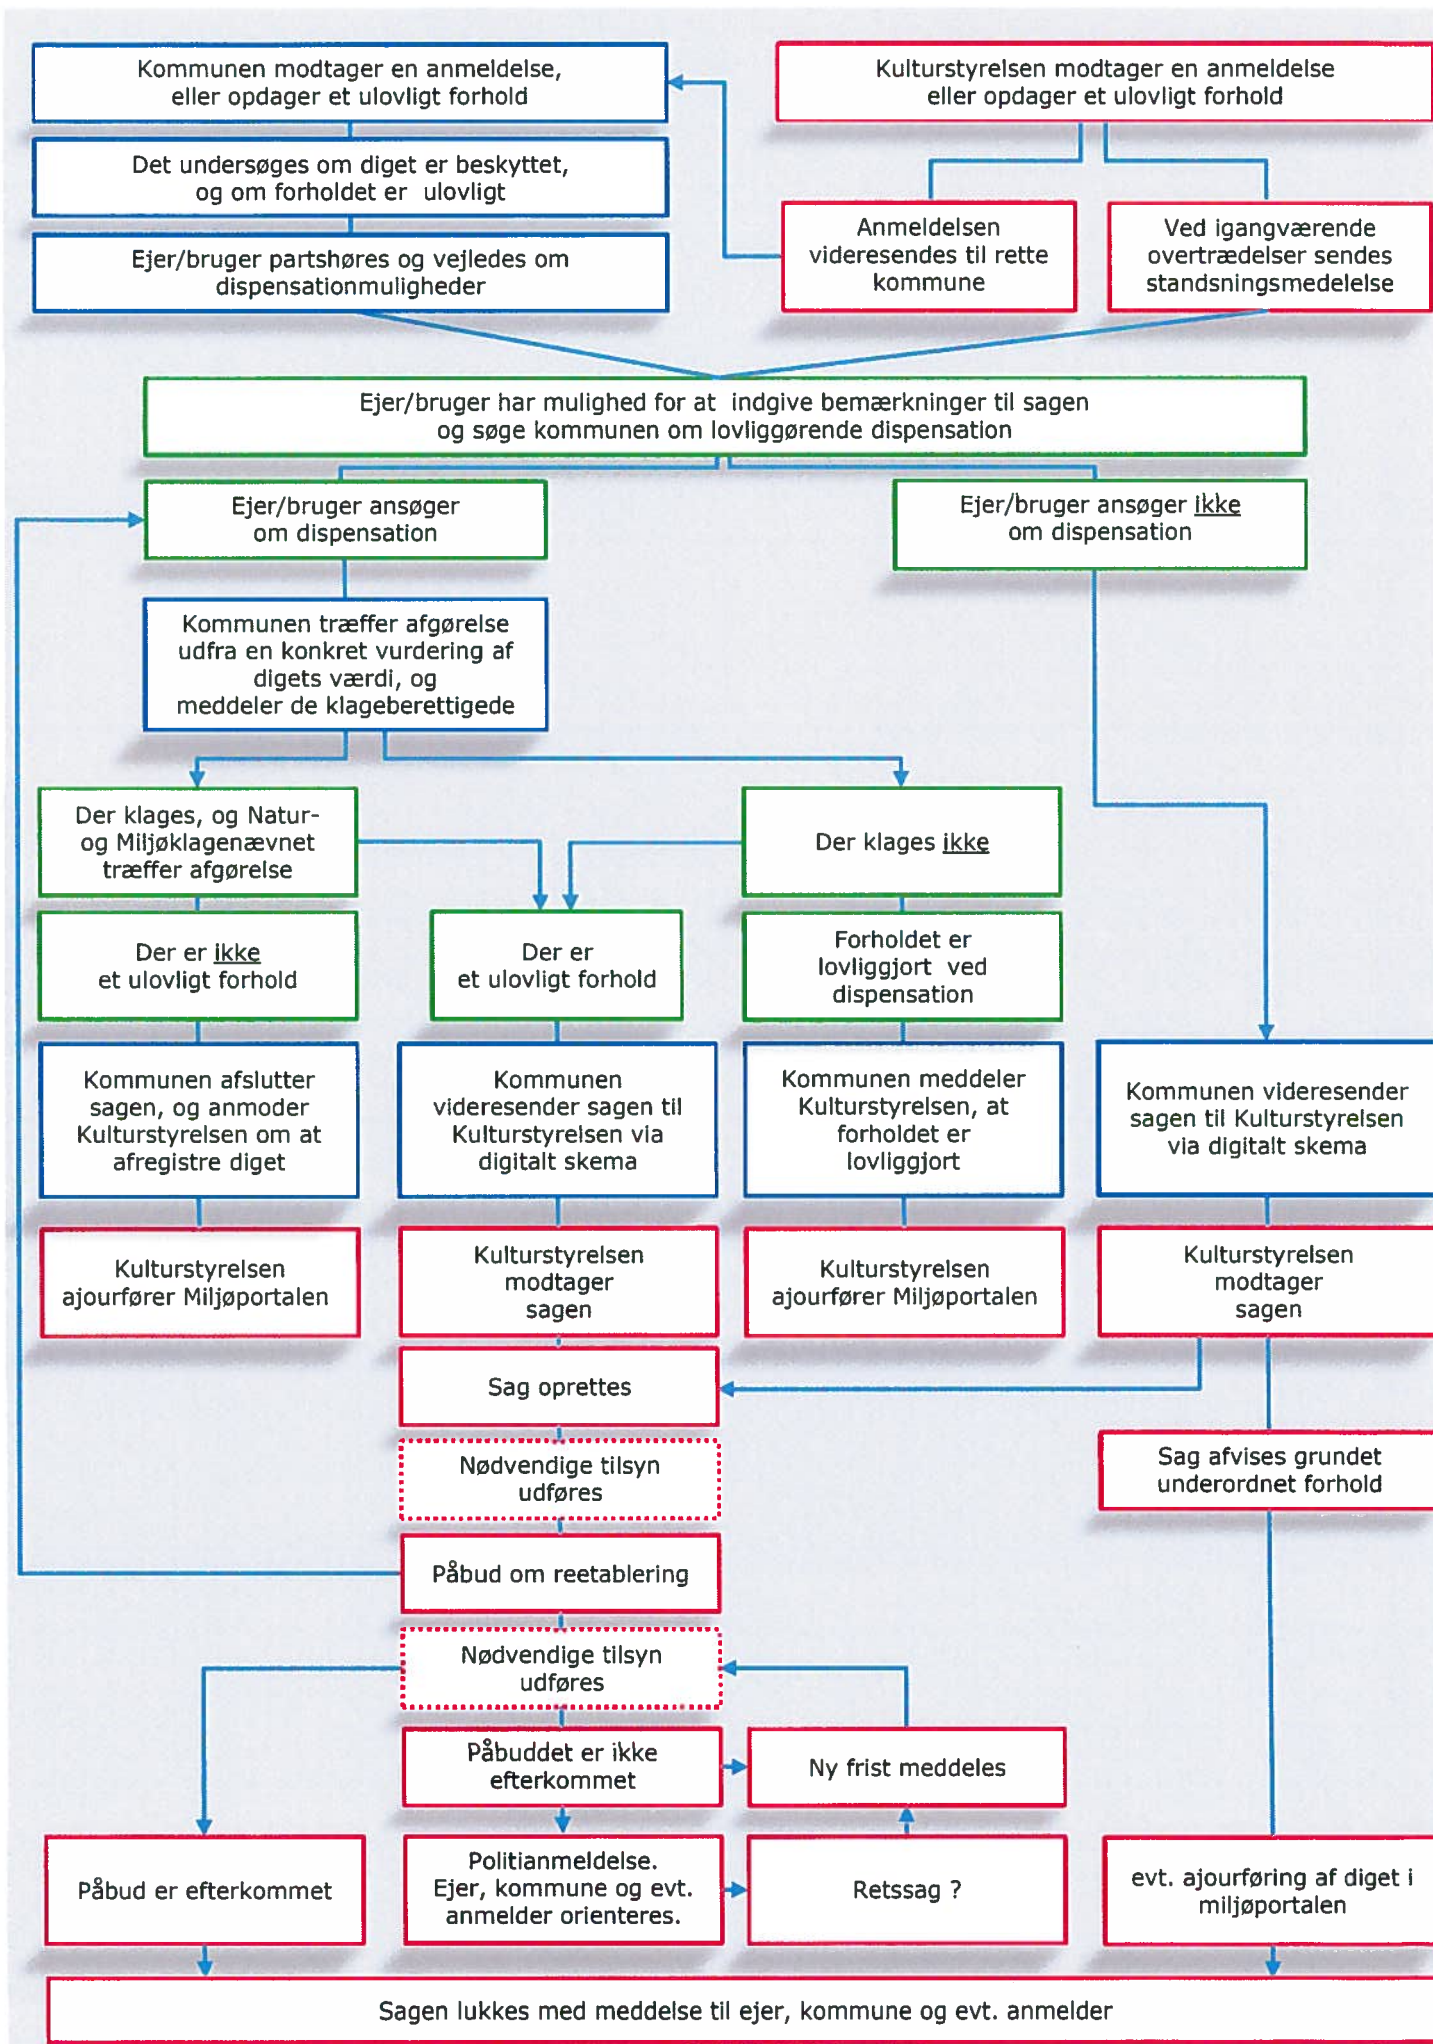 Kommunen modtager en anmeldelse,
eller opdager et ulovligt forhold
Kulturstyrelsen modtager en anmeldelse
eller opdager et ulovligt forhold
Det undersøges om diget er beskyttet,
og om forholdet er ulovligt
Ejer/bruger partshøres og vejledes om
dispensationmuligheder
Anmeldelsen
videresendes til rette
kommune
Ved igangværende
overtrædelser sendes
standsningsmedelelse
Ejer/bruger har mulighed for at indgive bemærkninger til sagen
og søge kommunen om lovliggørende dispensation
Ejer/bruger ansøger
om dispensation
Ejer/bruger ansøger ikke
om dispensation
Kommunen træffer afgørelse
udfra en konkret vurdering af
digets værdi, og
meddeler de klageberettigede
Der klages, og Natur-
og Miljøklagenævnet
træffer afgørelse
Der klages ikke
Der er ikke
et ulovligt forhold
Der er
et ulovligt forhold
Forholdet er
lovliggjort ved
dispensation
Kommunen afslutter
sagen, og anmoder
Kulturstyrelsen om at
afregistre diget
Kommunen
videresender sagen til
Kulturstyrelsen via
digitalt skema
Kommunen meddeler
Kulturstyrelsen, at
forholdet er
lovliggjort
Kommunen videresender
sagen til Kulturstyrelsen
via digitalt skema
Kulturstyrelsen
ajourfører Miljøportalen
Kulturstyrelsen
modtager
sagen
Kulturstyrelsen
ajourfører Miljøportalen
Kulturstyrelsen
modtager
sagen
Sag oprettes
Nødvendige tilsyn
udføres
Sag afvises grundet
underordnet forhold
Påbud om reetablering
Nødvendige tilsyn
udføres
Påbuddet er ikke
efterkommet
Ny frist meddeles
Påbud er efterkommet
Politianmeldelse.
Ejer, kommune og evt.
anmelder orienteres.
Retssag ?
evt. ajourføring af diget i
miljøportalen
Sagen lukkes med meddelse til ejer, kommune og evt. anmelder